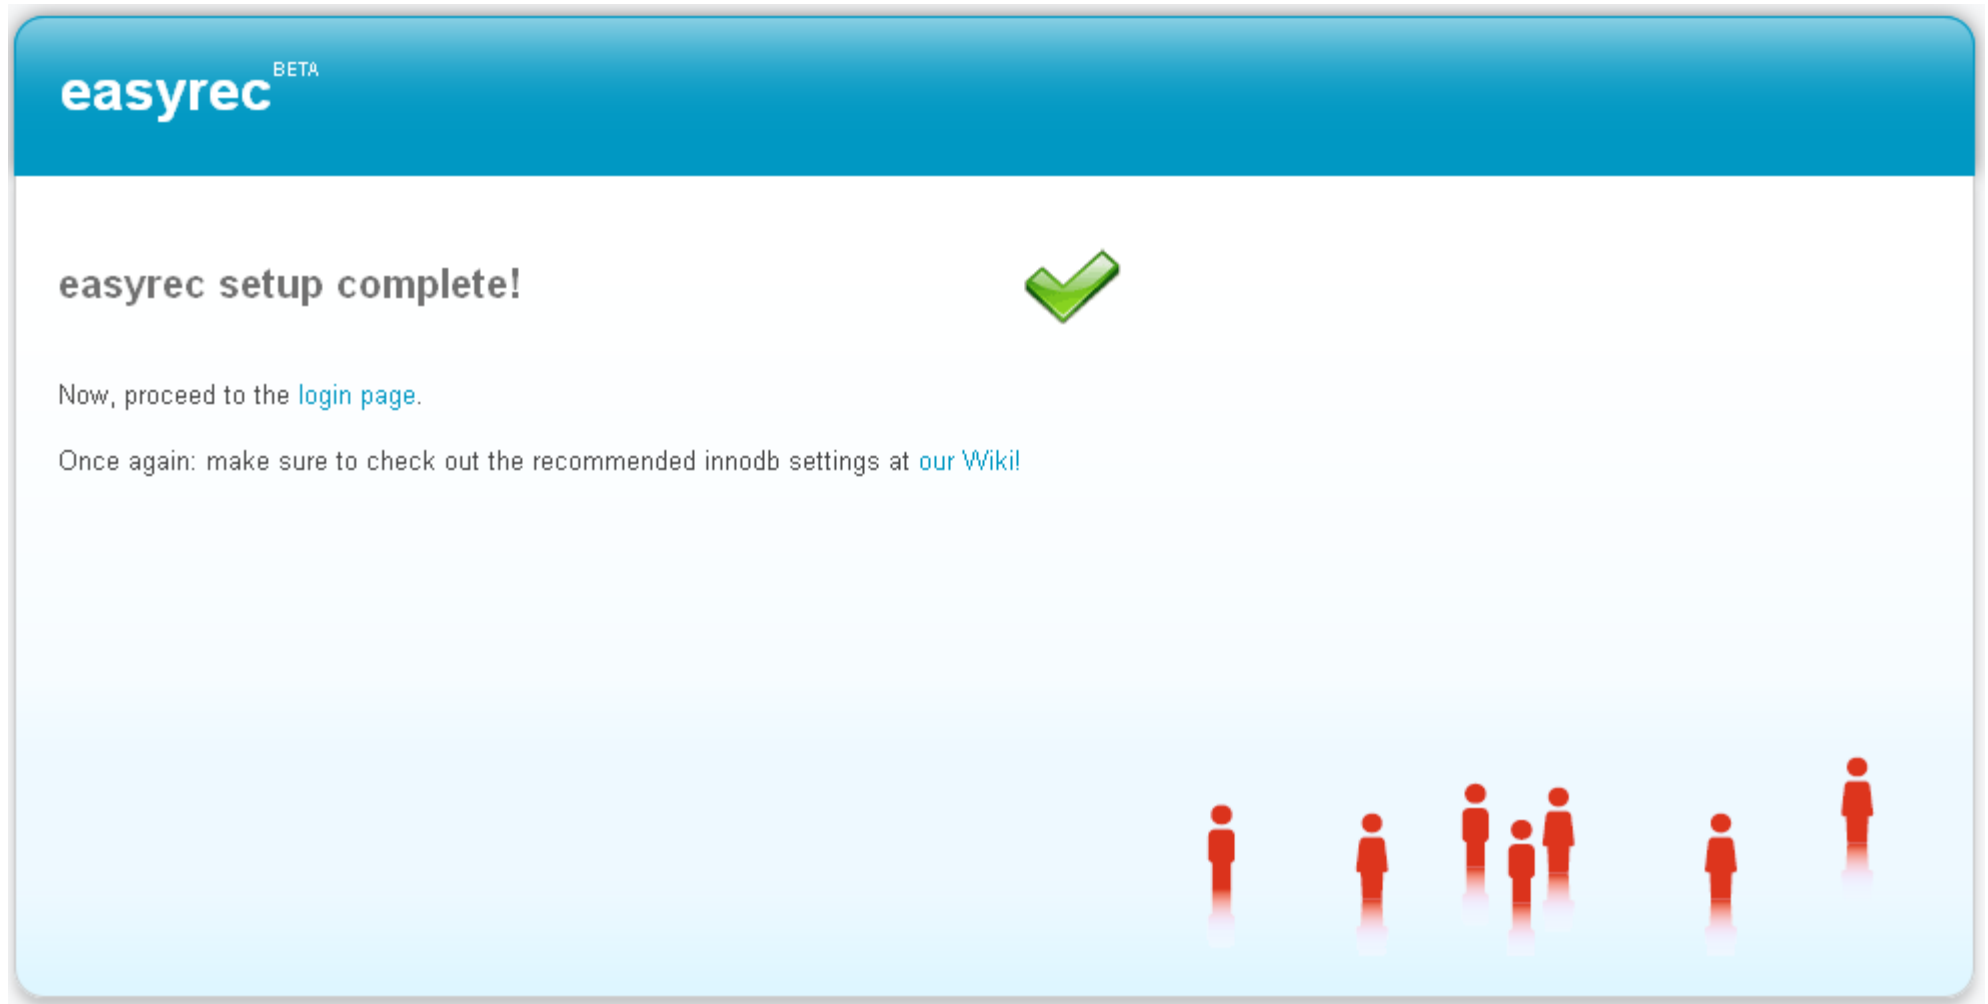 easyrec BETA
easyrec setup complete!
Now, proceed to the login page.
Once again: make sure to check out the recommended innodb settings at our Wiki!